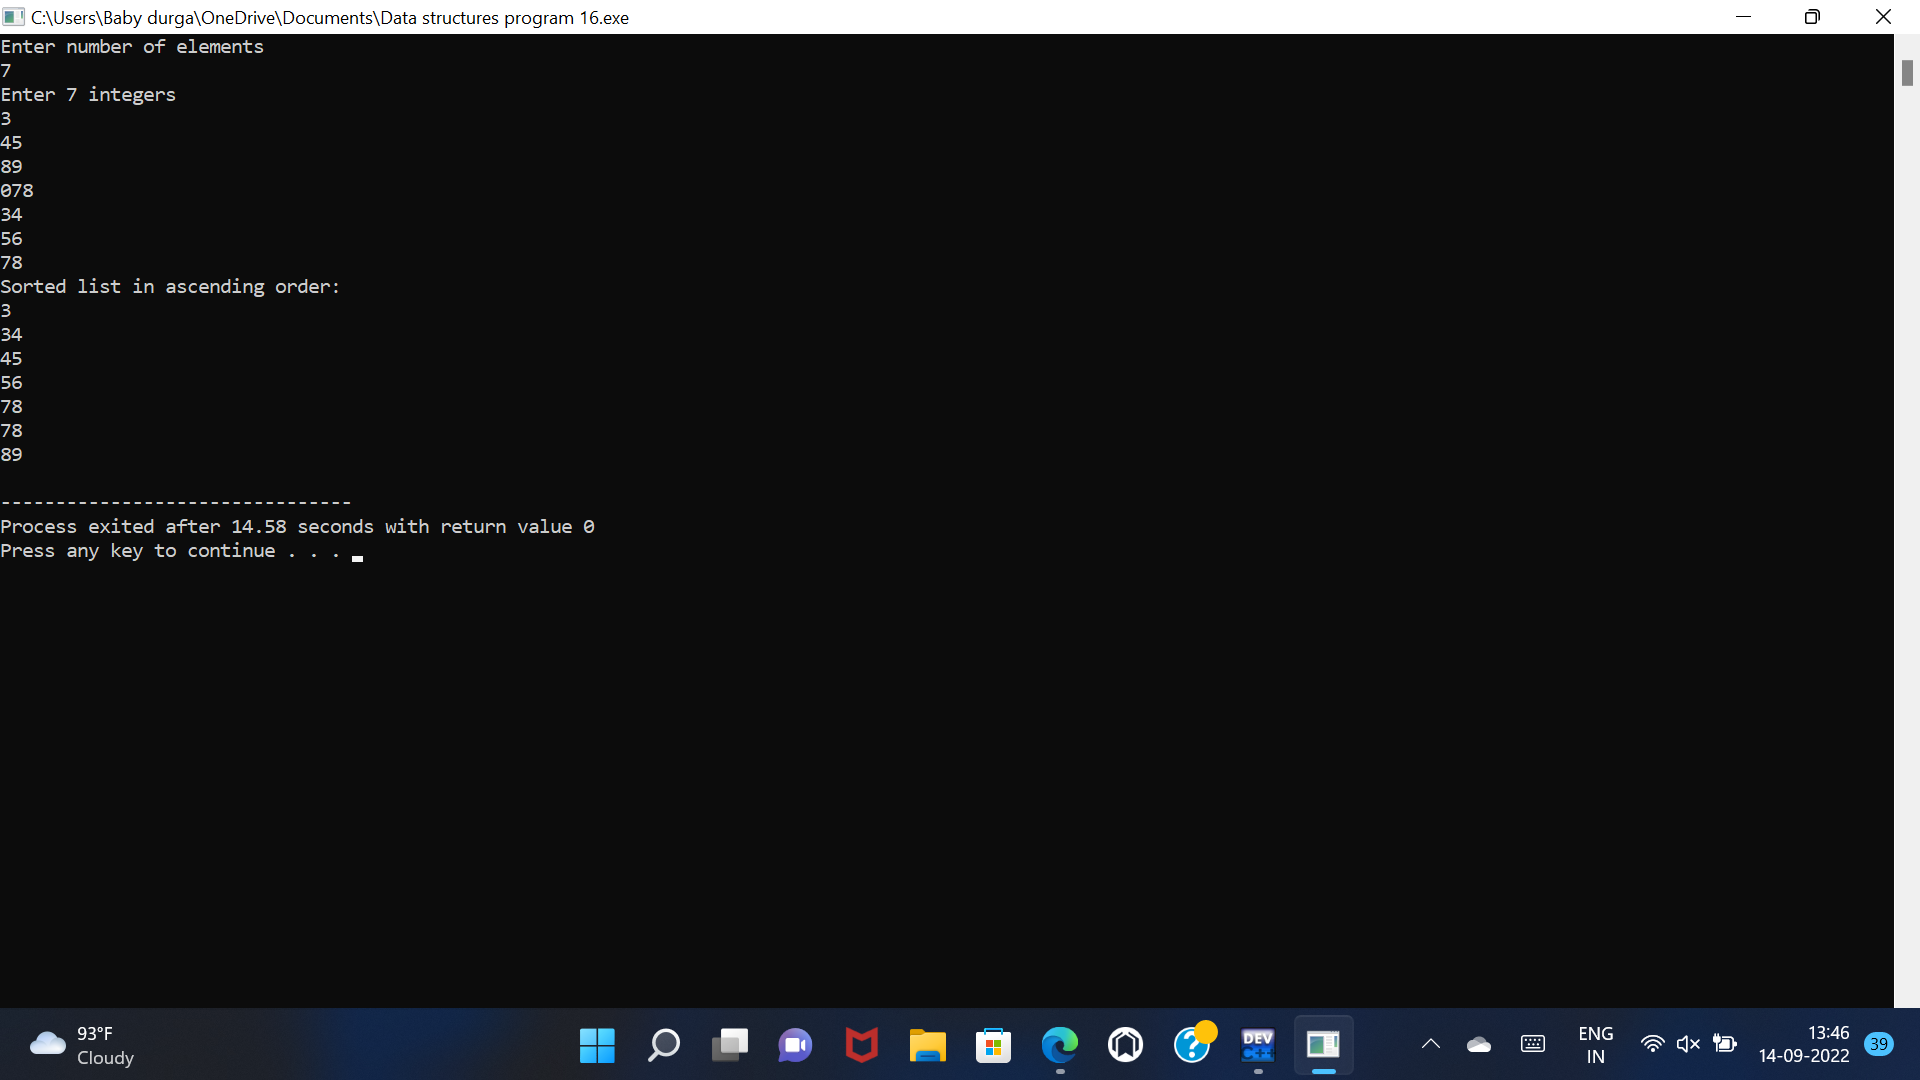 C:\Users\Baby durga\OneDrive\Documents\Data structures program 16.exe
Enter number of elements
7
Enter 7 integers
3
45
89
078
34
56
78
Sorted list in ascending order:
3
34
45
56
78
78
89
--------------------------------
Process exited after 14.58 seconds with return value 0
Press any key to continue . . .
93°F
Cloudy
DEV
C++
ENG
IN
13:46
14-09-2022
39